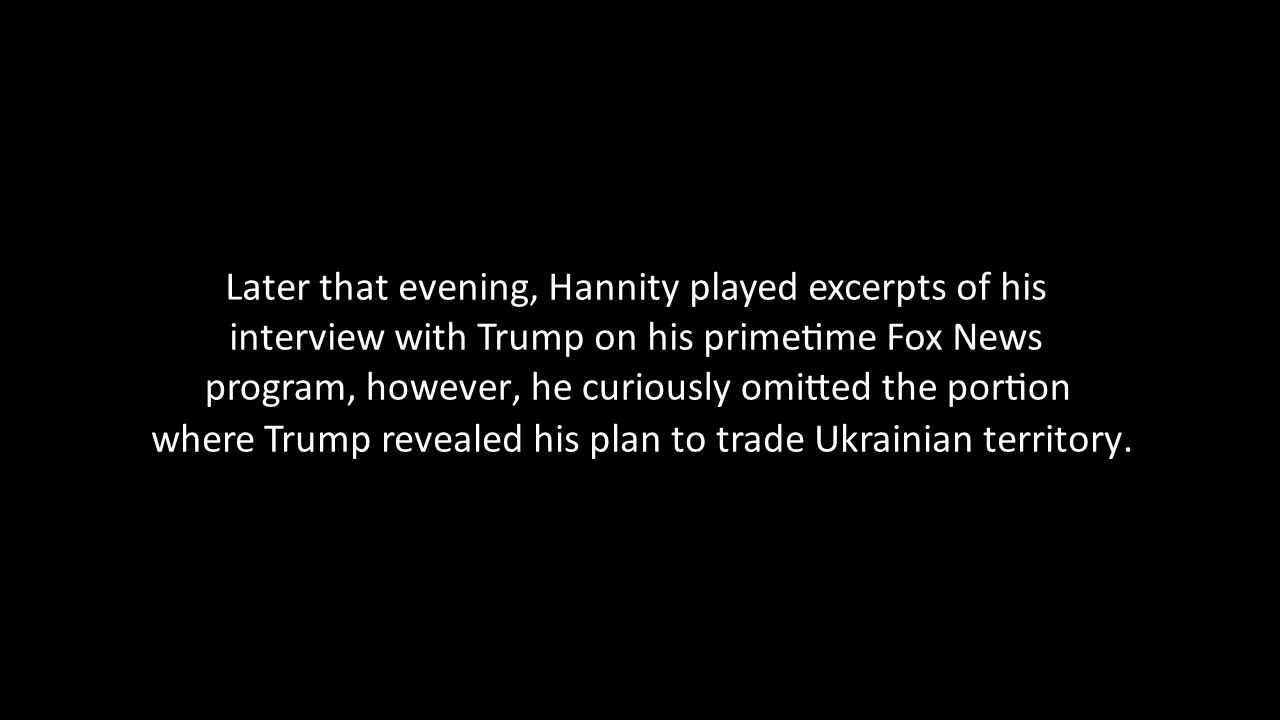 Later that evening, Hannity played excerpts of his
interview with Trump on his primetime Fox News
program, however, he curiously omitted the portion
where Trump revealed his plan to trade Ukrainian territory.